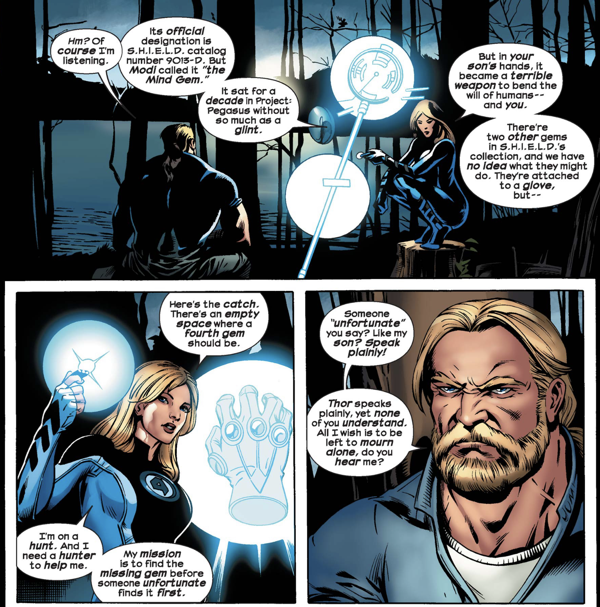 Hm? Of
course I'm
listening.
Its official
designation is
S.H.I.E.L.D. catalog
number 9013-D. But
Modi called it "the
Mind Gem."
It sat for a
decade in Project:
Pegasus without
so much as a
glint.
But in your
son's hands, it
became a terrible
weapon to bend the
will of humans--
and you.
There're
two other gems
in S.H.I.E.L.D.'s
collection, and we have
no idea what they might
do. They're attached
to a glove,
but--
Here's the catch.
There's an empty
space where a
fourth gem
should be.
I'm on a
hunt. And I
need a hunter
to help me.
My mission
is to find the
missing gem before
someone unfortunate
finds it first.
Someone
"unfortunate"
you say? Like my
son? Speak
plainly!
Thor speaks
plainly, yet none
of you understand.
All I wish is to be
left to mourn
alone, do you
hear me?